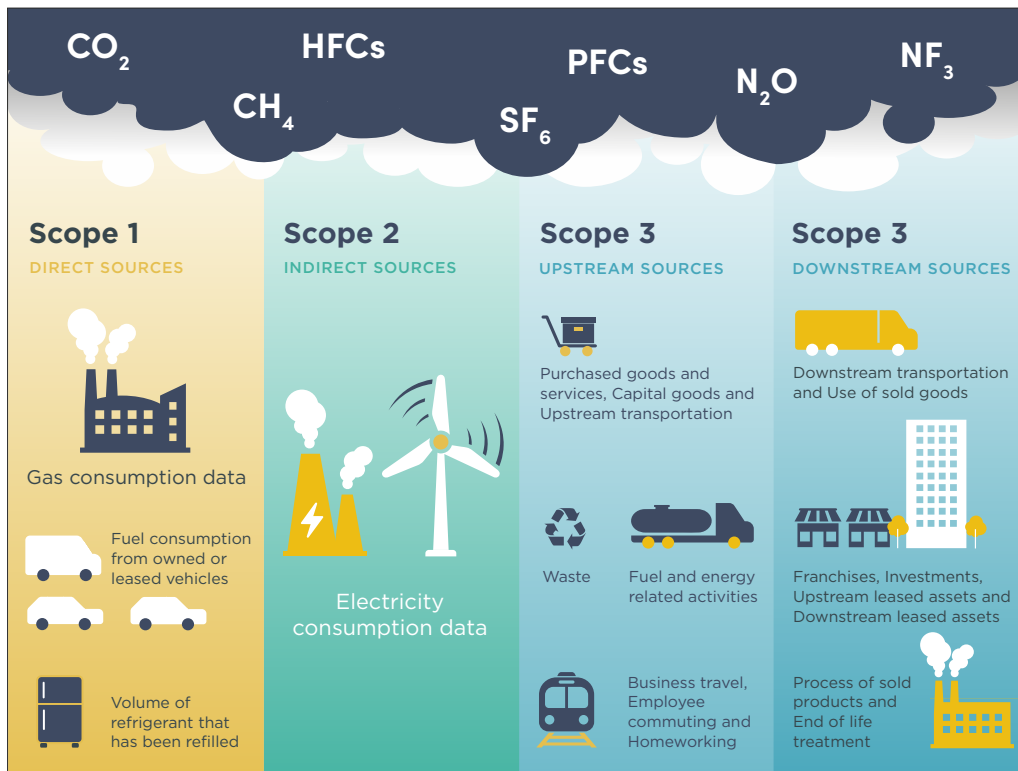 CO₂
HFCs
PFCs
NF₃
N₂O
CH₄
SF₆
Scope 1
DIRECT SOURCES
Gas consumption data
Fuel consumption
from owned or
leased vehicles
Volume of
refrigerant that
has been refilled
Scope 2
INDIRECT SOURCES
Electricity
consumption data
Scope 3
UPSTREAM SOURCES
Purchased goods and
services, Capital goods and
Upstream transportation
Waste
Fuel and energy
related activities
Business travel,
Employee
commuting and
Homeworking
Scope 3
DOWNSTREAM SOURCES
Downstream transportation
and Use of sold goods
Franchises, Investments,
Upstream leased assets and
Downstream leased assets
Process of sold
products and
End of life
treatment